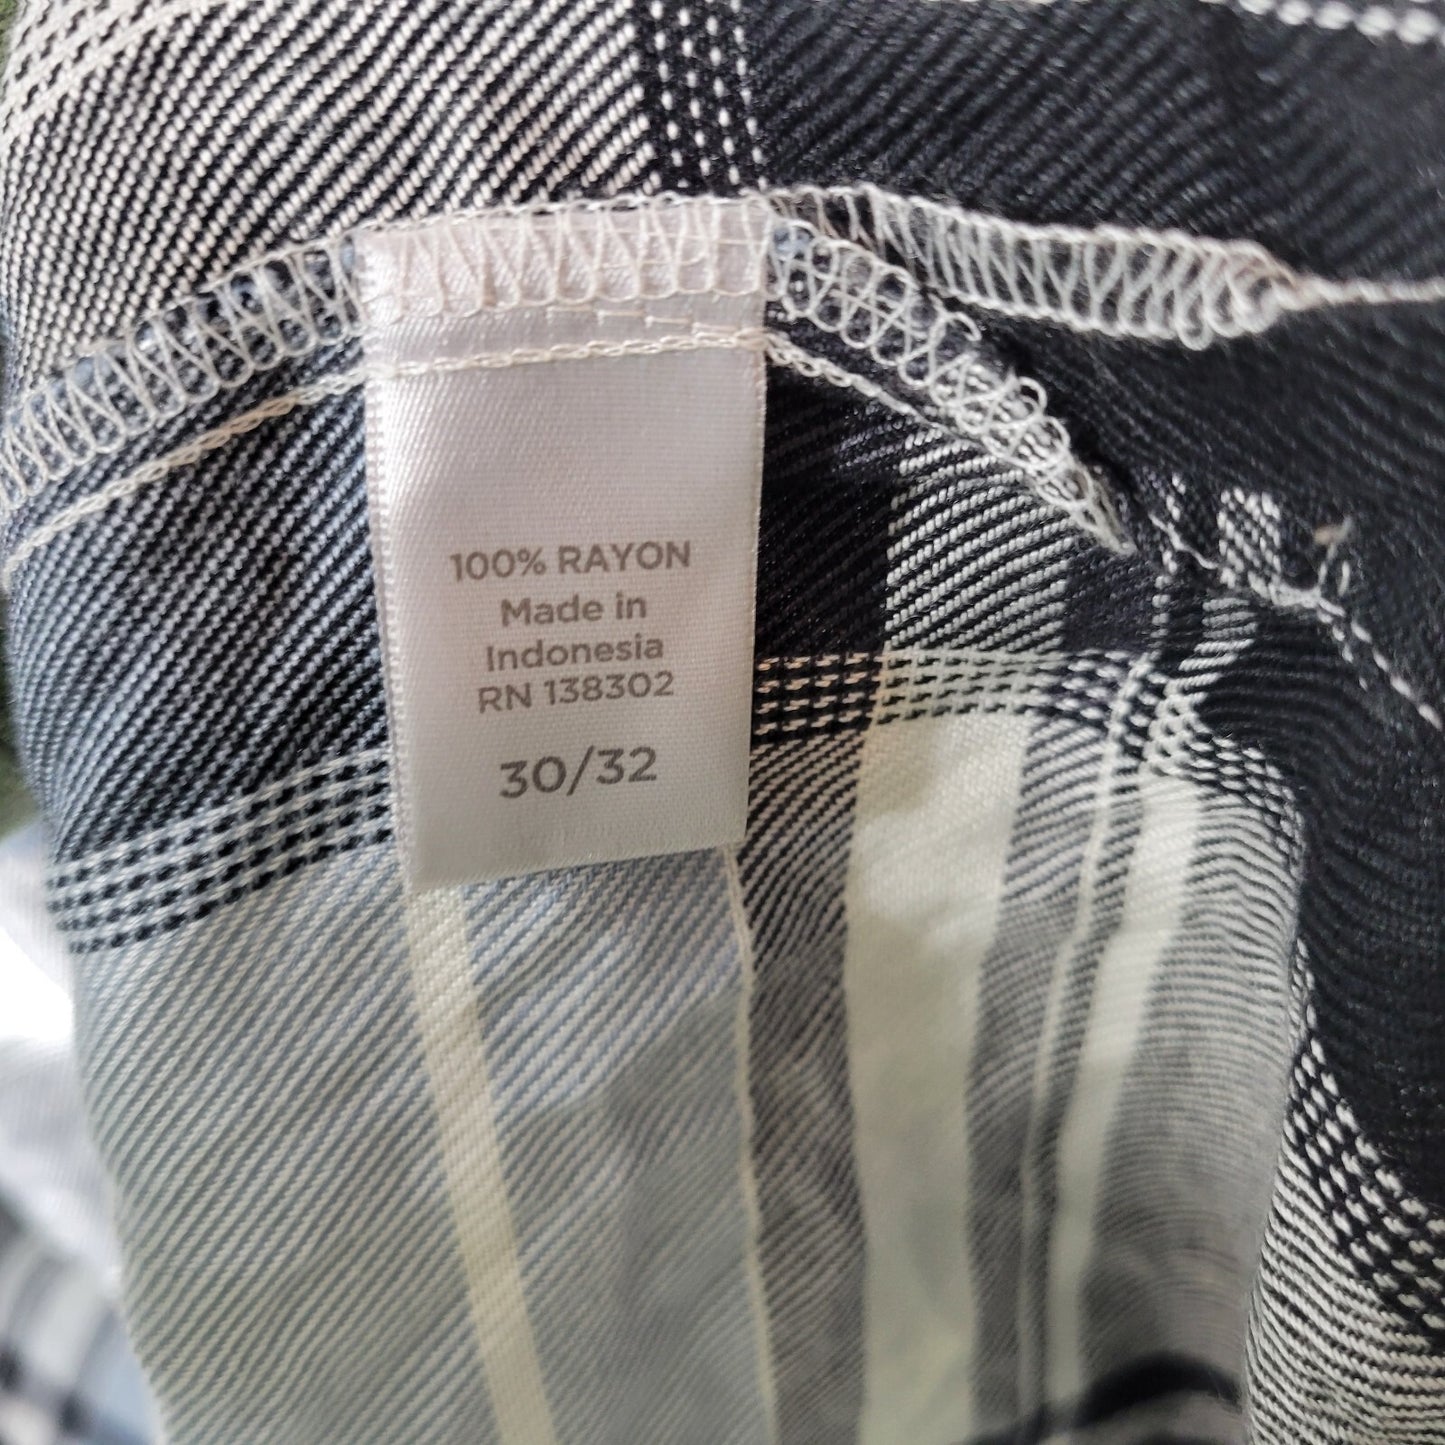 100% RAYON
Made in
Indonesia
RN 138302
30/32